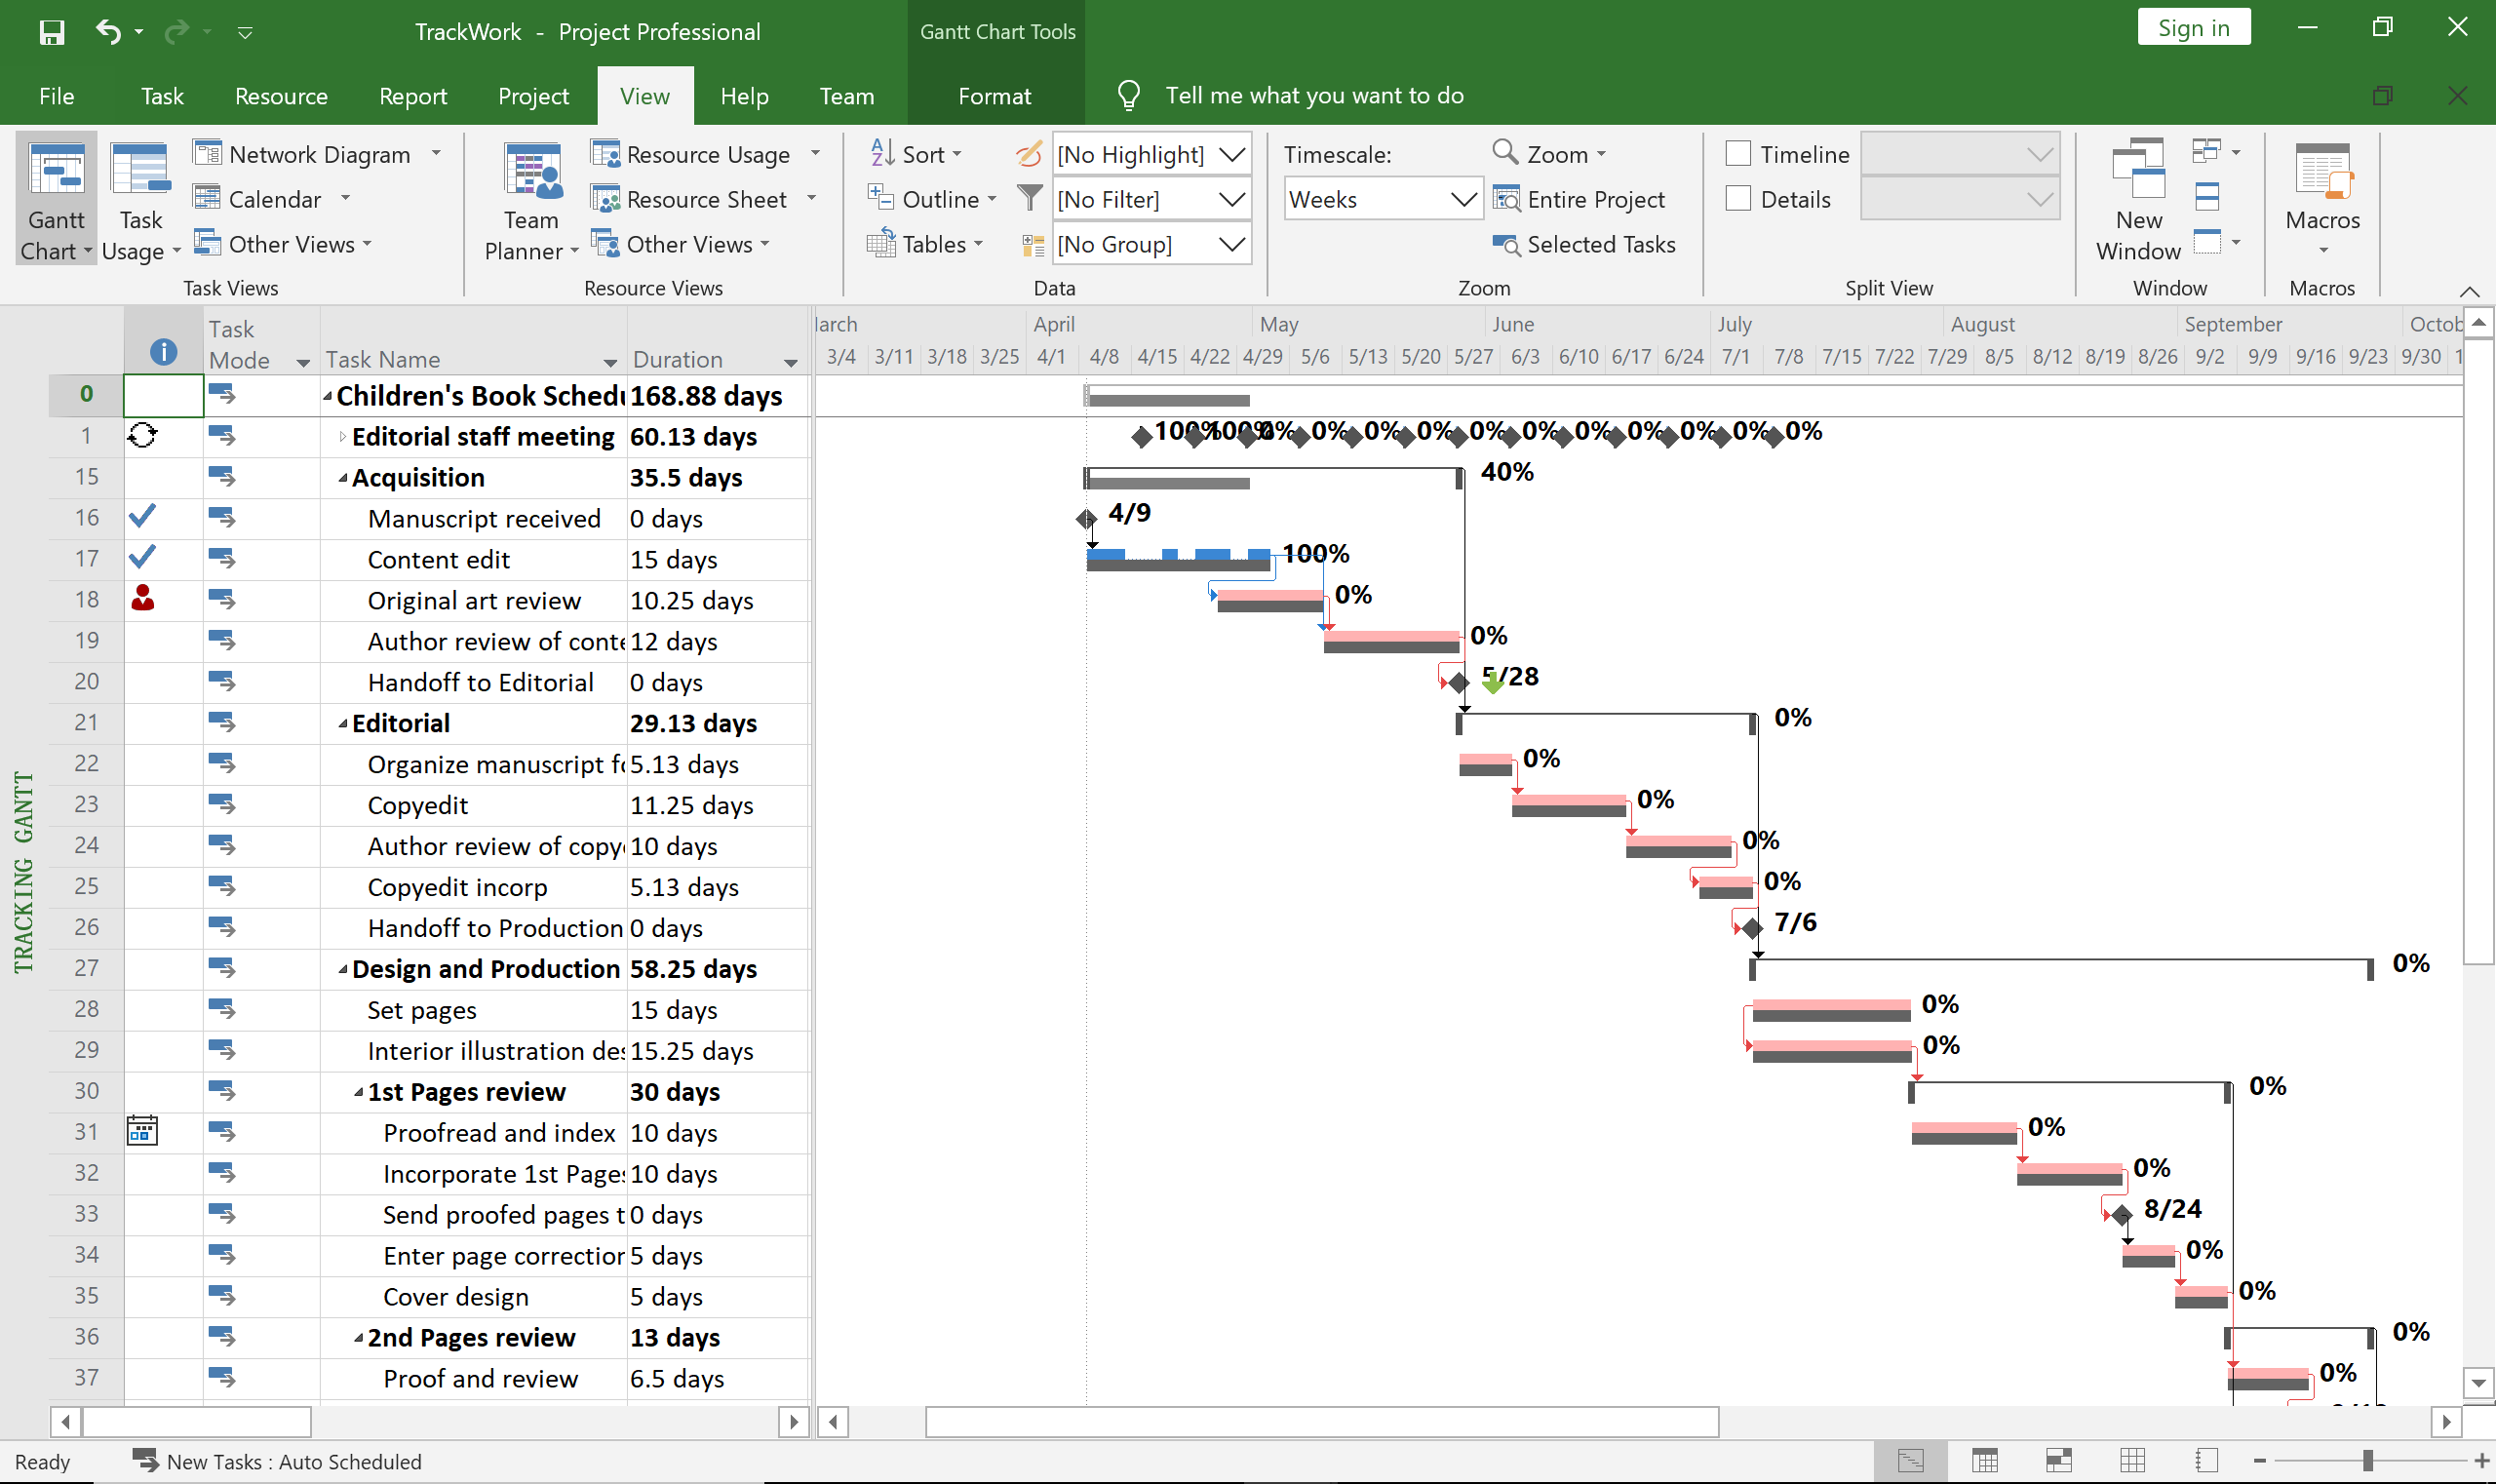 TrackWork - Project Professional
Gantt Chart Tools
Sign in
File Task Resource Report Project View Help Team Format Tell me what you want to do
Gantt Chart
Task Usage
Network Diagram
Calendar
Other Views
Task Views
Team Planner
Resource Usage
Resource Sheet
Other Views
Resource Views
Sort
Outline
Tables
[No Highlight]
[No Filter]
[No Group]
Data
Timescale:
Weeks
Zoom
Entire Project
Selected Tasks
Zoom
Timeline
Details
Split View
New Window
Window
Macros
Macros
Task Mode Task Name Duration
April May June July August September
3/4 3/11 3/18 3/25 4/1 4/8 4/15 4/22 4/29 5/6 5/13 5/20 5/27 6/3 6/10 6/17 6/24 7/1 7/8 7/15 7/22 7/29 8/5 8/12 8/19 8/26 9/2 9/9 9/16 9/23 9/30
TRACKING GANTT
0 Children's Book 168.88 days
1 Editorial staff meeting 60.13 days 100% 100% 0% 0% 0% 0% 0% 0% 0% 0% 0% 0% 0%
15 Acquisition 35.5 days 40%
16 Manuscript received 0 days 4/9
17 Content edit 15 days 100%
18 Original art review 10.25 days 0%
19 Author review of 12 days 0%
20 Handoff to Editorial 0 days 5/28
21 Editorial 29.13 days 0%
22 Organize manuscript 5.13 days 0%
23 Copyedit 11.25 days 0%
24 Author review of 10 days 0%
25 Copyedit incorp 5.13 days 0%
26 Handoff to Production 0 days 7/6
27 Design and Production 58.25 days 0%
28 Set pages 15 days 0%
29 Interior illustration 15.25 days 0%
30 1st Pages review 30 days 0%
31 Proofread and index 10 days 0%
32 Incorporate 1st 10 days 0%
33 Send proofed pages 0 days 8/24
34 Enter page 5 days 0%
35 Cover design 5 days 0%
36 2nd Pages review 13 days 0%
37 Proof and review 6.5 days 0%
Ready New Tasks : Auto Scheduled